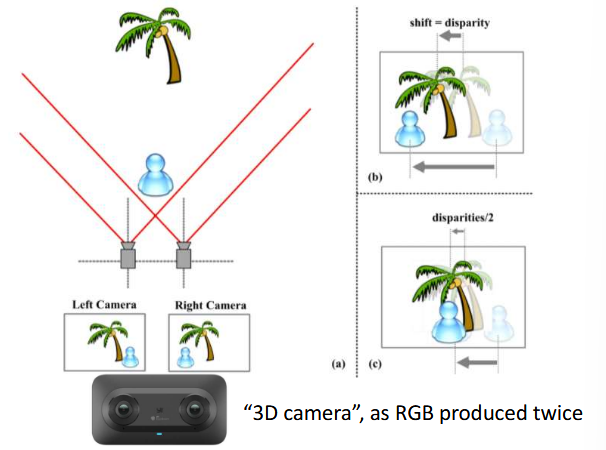 shift = disparity
(b)
disparities/2
Left Camera
Right Camera
(a)
(c)
“3D camera”, as RGB produced twice